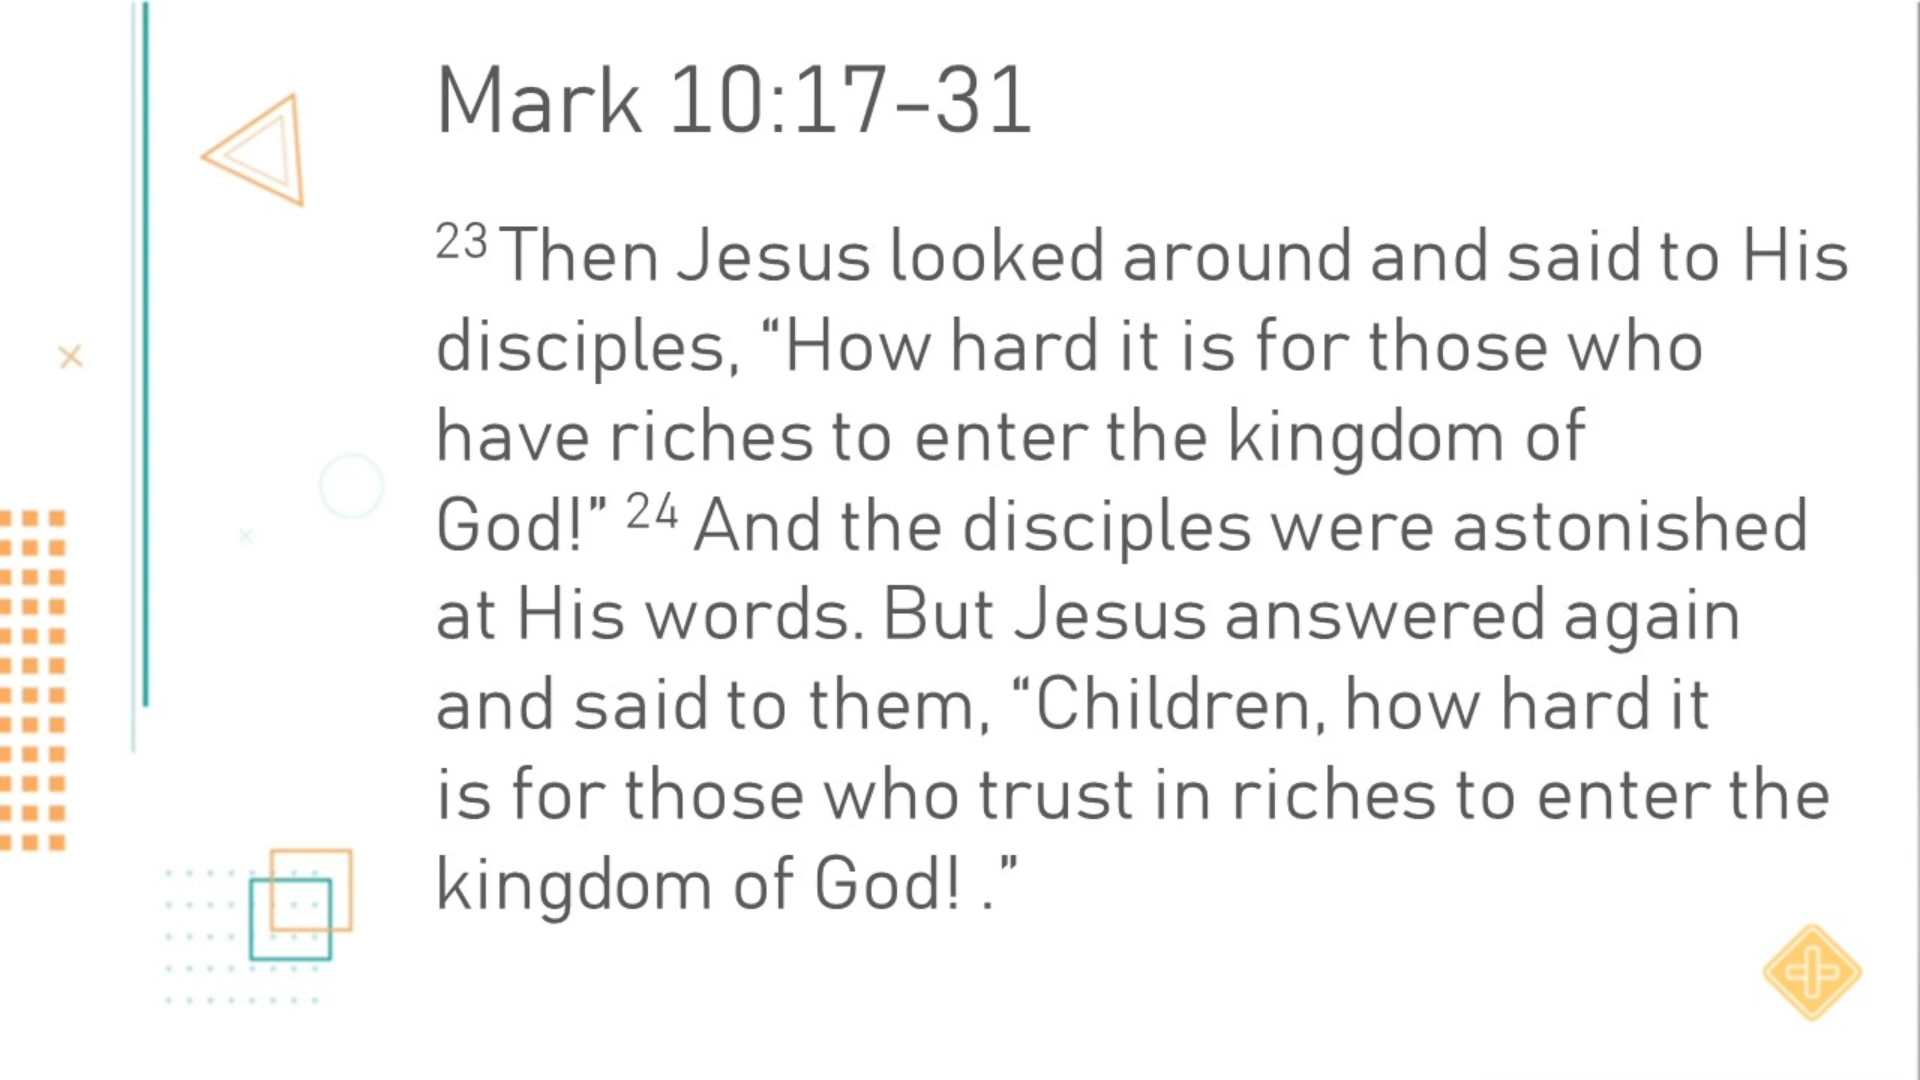 Mark 10:17-31
23 Then Jesus looked around and said to His
disciples, “How hard it is for those who
have riches to enter the kingdom of
God!” 24 And the disciples were astonished
at His words. But Jesus answered again
and said to them, “Children, how hard it
is for those who trust in riches to enter the
kingdom of God! .”